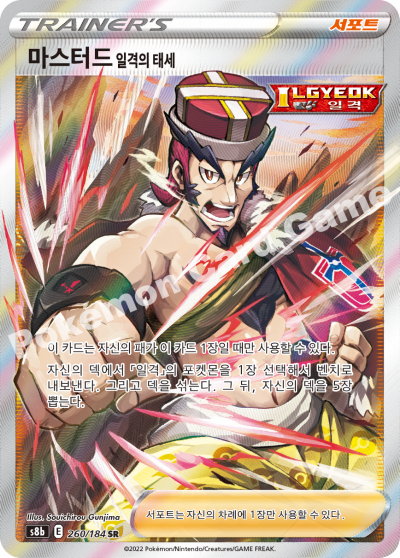 TRAINER'S 서포트
마스터드 일격의 태세
ILGYEOK
일격
Pokémon Card Game
이 카드는 자신의 패가 이 카드 1장일 때만 사용할 수 있다.
자신의 덱에서 「일격」의 포켓몬을 1장 선택해서 벤치로
내보낸다. 그리고 덱을 섞는다. 그 뒤, 자신의 덱을 5장
뽑는다.
Illus. Souichirou Gunjima
s8b E 260/184 SR
서포트는 자신의 차례에 1장만 사용할 수 있다.
©2022 Pokémon/Nintendo/Creatures/GAME FREAK.